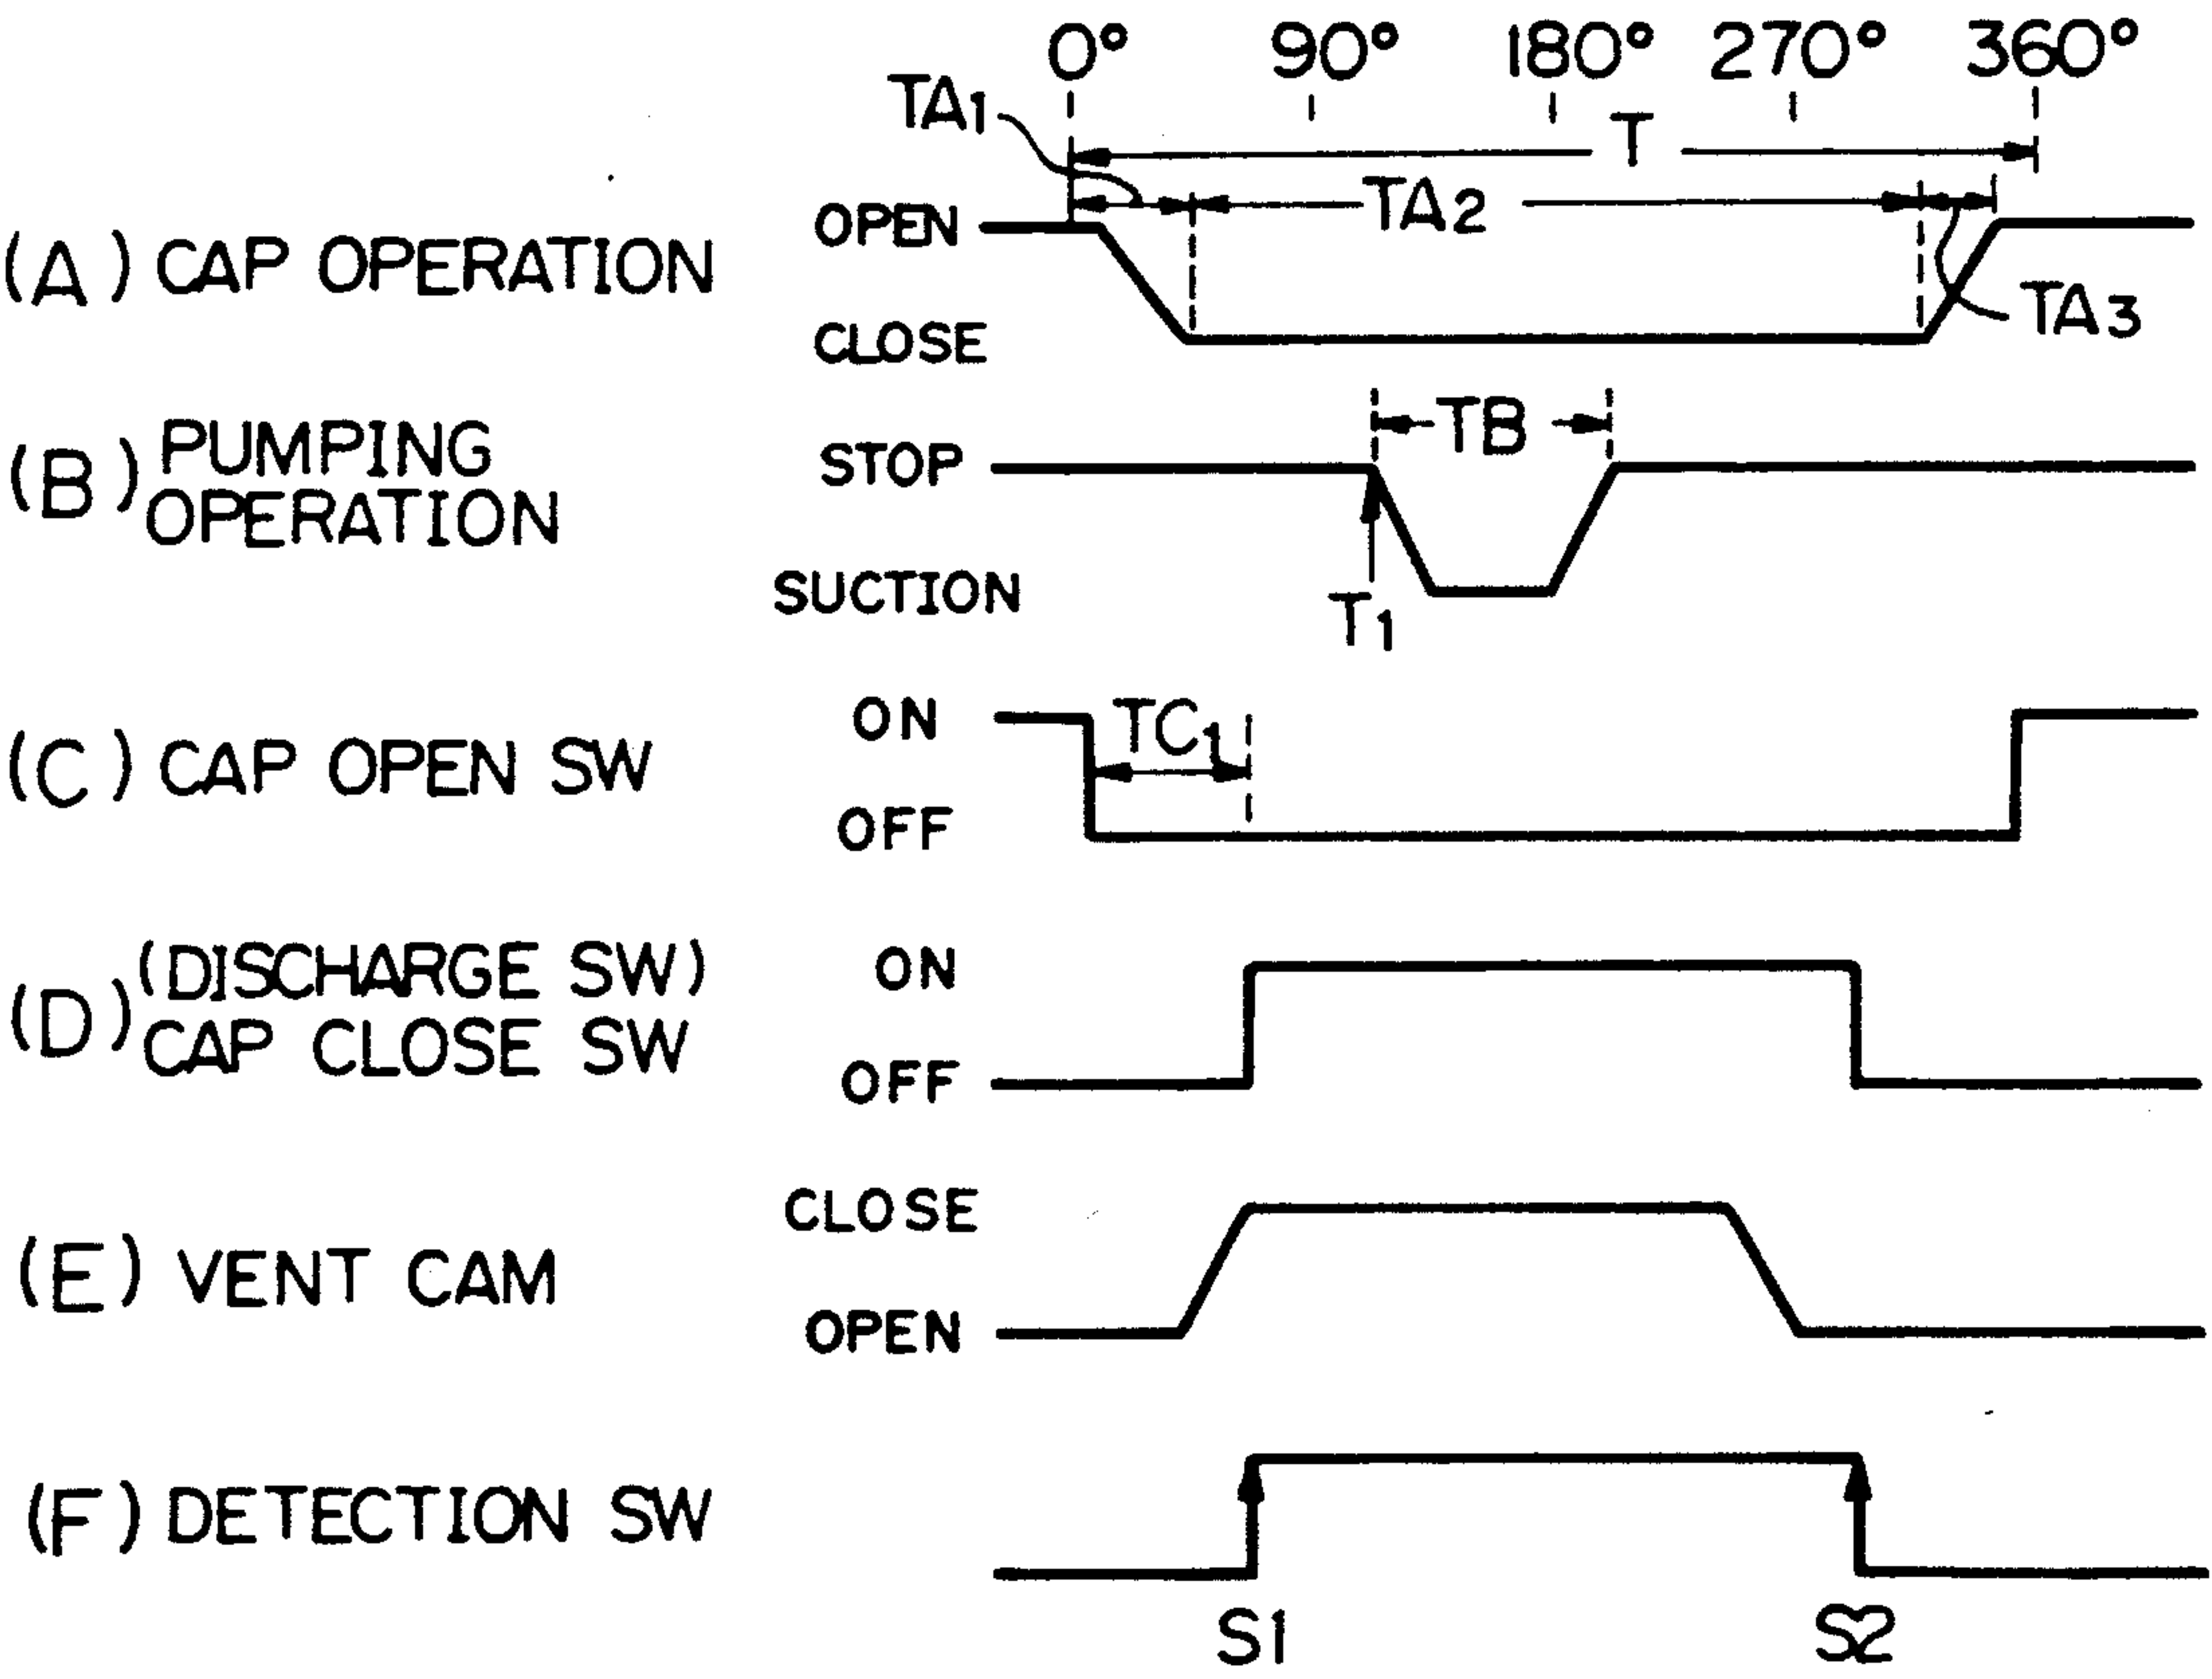 0° 90° 180° 270° 360°
TA1
T
TA2
(A) CAP OPERATION
OPEN
CLOSE
TA3
(B) PUMPING
OPERATION
STOP
TB
SUCTION
T1
(C) CAP OPEN SW
ON
TC1
OFF
(D) (DISCHARGE SW)
CAP CLOSE SW
ON
OFF
(E) VENT CAM
CLOSE
OPEN
(F) DETECTION SW
S1 S2